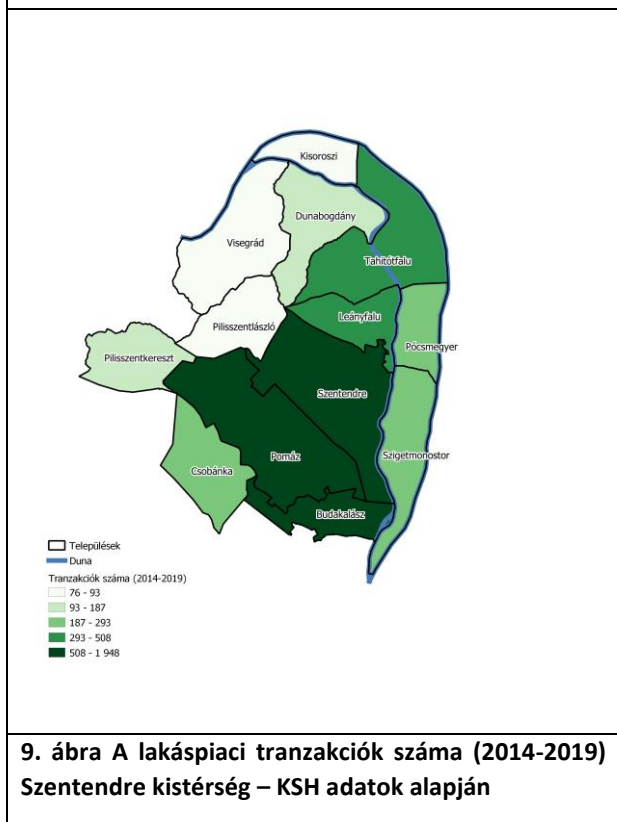 Kisoroszi
Dunabogdány
Visegrád
Tahitótfalu
Leányfalu
Pilisszentlászló
Pócsmegyer
Pilisszentkereszt
Szentendre
Szigetmonostor
Pomáz
Csobánka
Budakalász
Települések
Duna
Tranzakciók száma (2014-2019)
76 - 93
93 - 187
187 - 293
293 - 508
508 - 1 948
9. ábra A lakáspiaci tranzakciók száma (2014-2019)
Szentendre kistérség – KSH adatok alapján